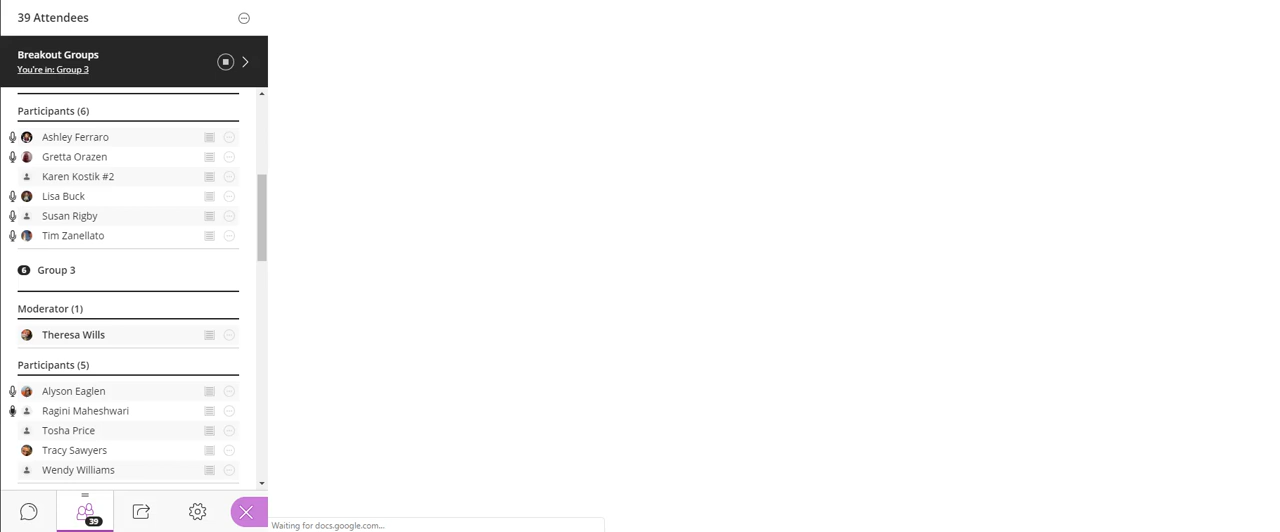 39 Attendees
Breakout Groups
You're in: Group 3
Participants (6)
Ashley Ferraro
Gretta Orazen
Karen Kostik #2
Lisa Buck
Susan Rigby
Tim Zanellato
6 Group 3
Moderator (1)
Theresa Wills
Participants (5)
Alyson Eaglen
Ragini Maheshwari
Tosha Price
Tracy Sawyers
Wendy Williams
39
Waiting for docs.google.com...